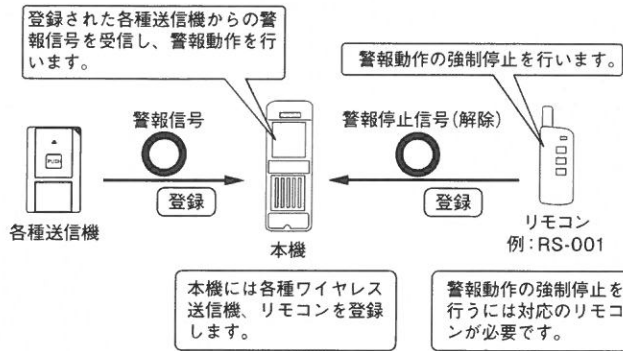 登録された各種送信機からの警
報信号を受信し、警報動作を行
います。
警報動作の強制停止を行います。
警報信号
警報停止信号(解除)
PUSH
登録
登録
各種送信機
本機
リモコン
例:RS-001
本機には各種ワイヤレス
送信機、リモコンを登録
します。
警報動作の強制停止を
行うには対応のリモコ
ンが必要です。